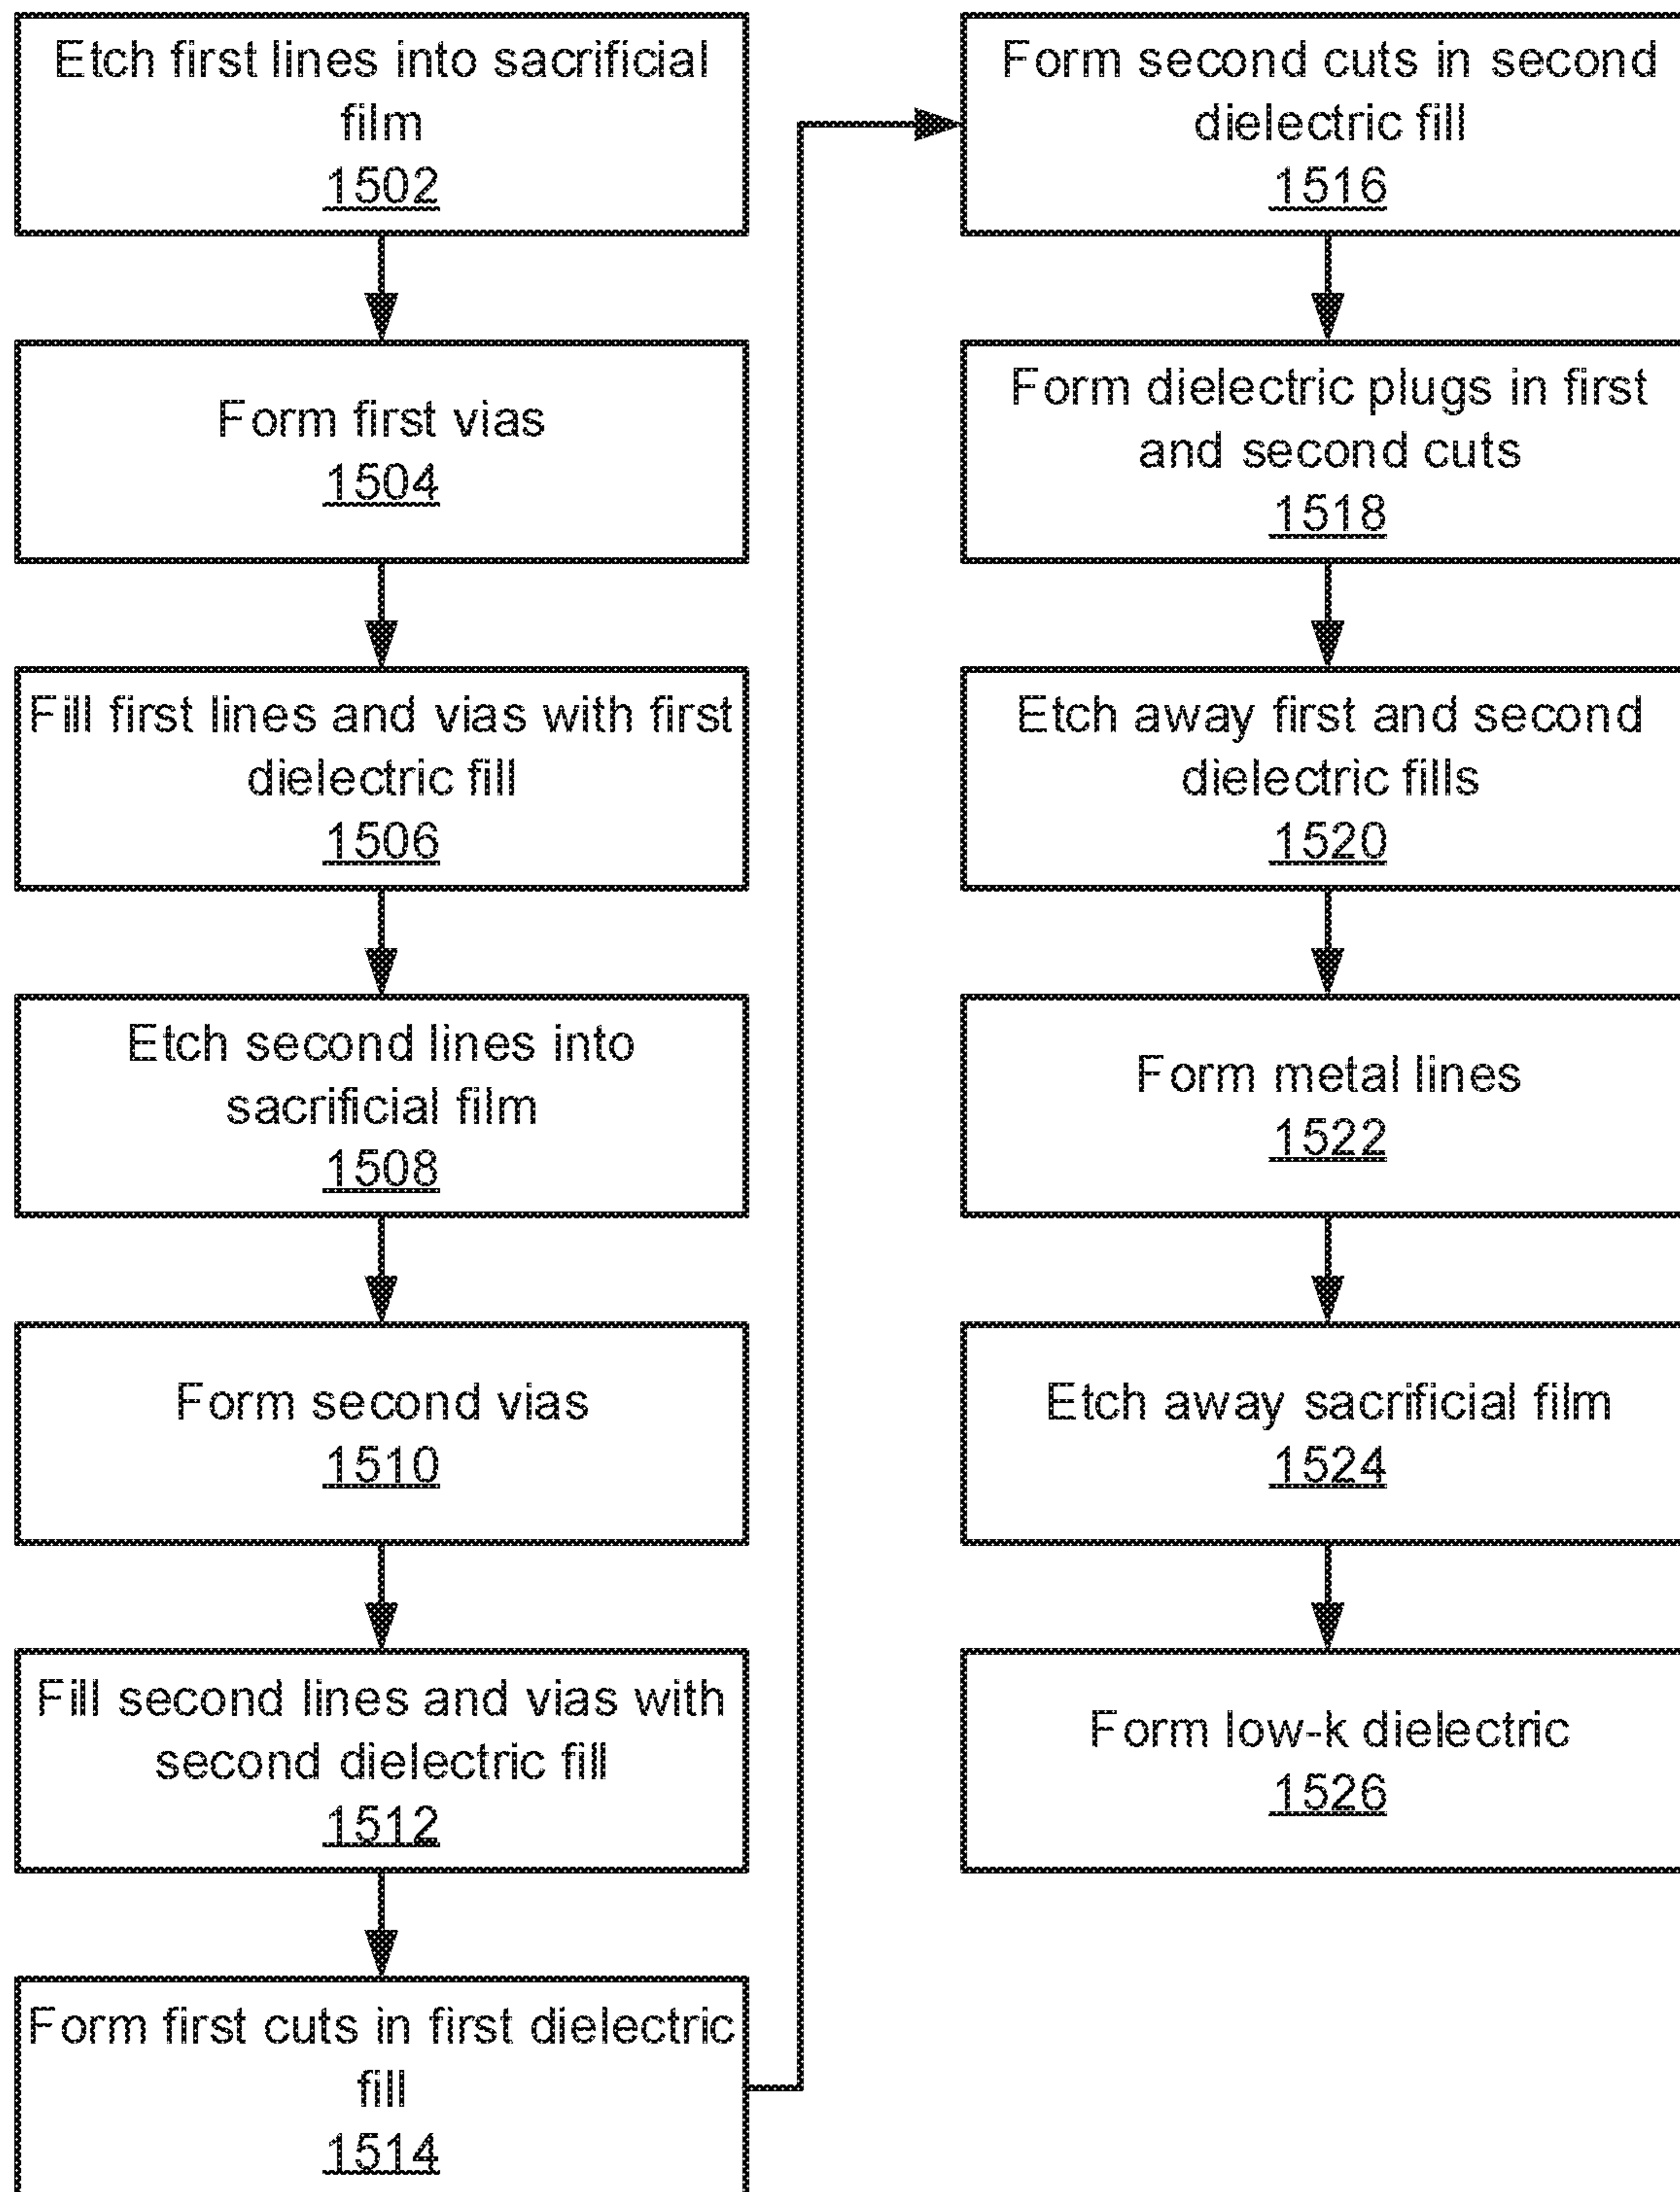 Etch first lines into sacrificial
film
1502
Form first vias
1504
Fill first lines and vias with first
dielectric fill
1506
Etch second lines into
sacrificial film
1508
Form second vias
1510
Fill second lines and vias with
second dielectric fill
1512
Form first cuts in first dielectric
fill
1514
Form second cuts in second
dielectric fill
1516
Form dielectric plugs in first
and second cuts
1518
Etch away first and second
dielectric fills
1520
Form metal lines
1522
Etch away sacrificial film
1524
Form low-k dielectric
1526